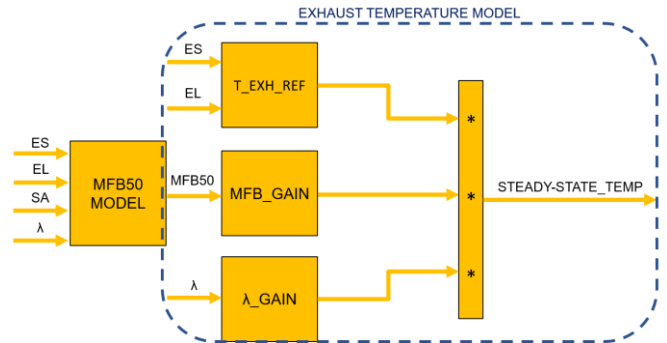 EXHAUST TEMPERATURE MODEL
ES
T_EXH_REF
EL
*
ES
EL
SA
λ
MFB50
MODEL
MFB50
MFB_GAIN
*
STEADY-STATE_TEMP
λ
λ_GAIN
*